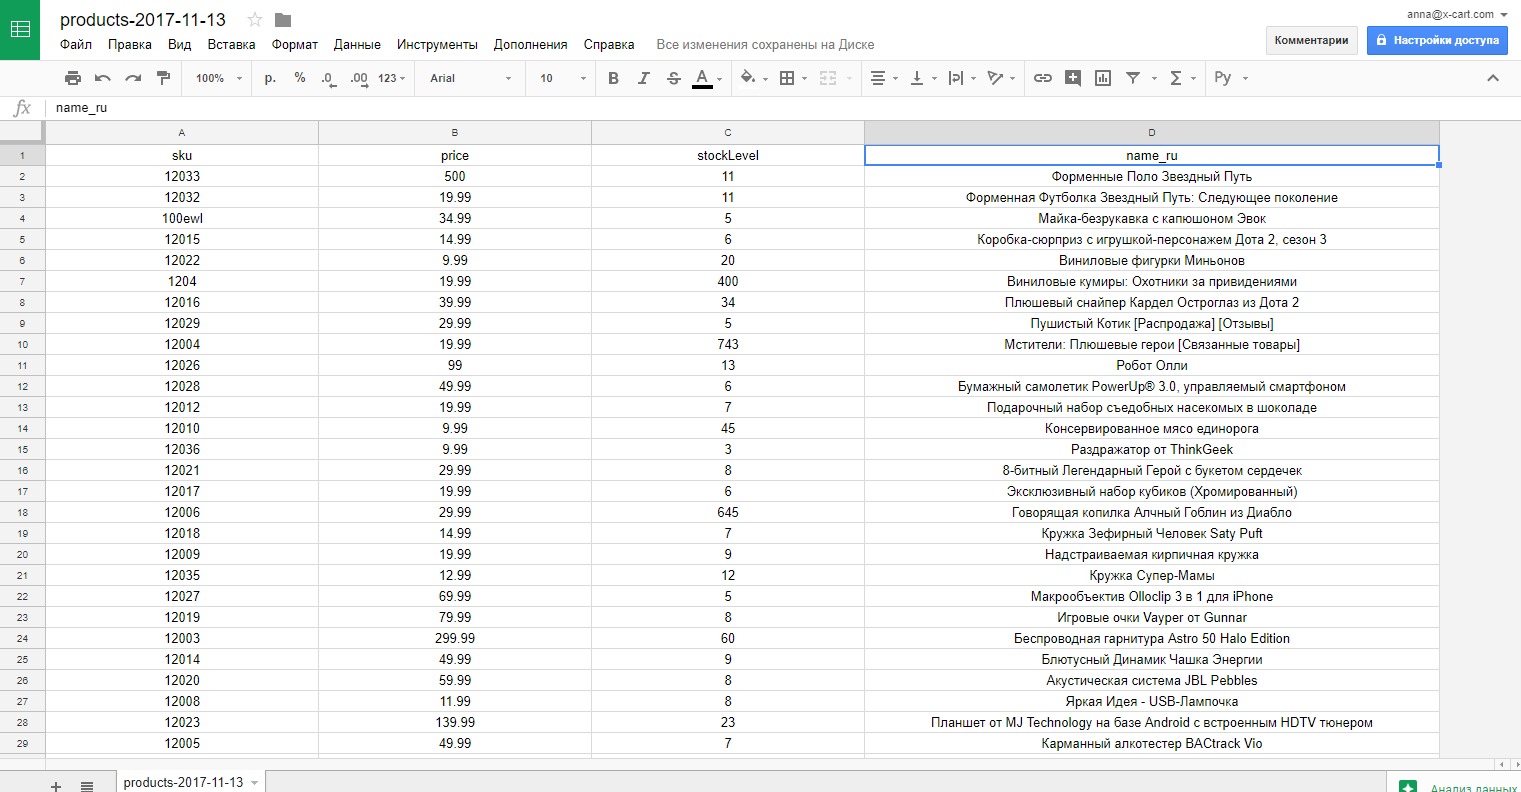 products-2017-11-13
anna@x-cart.com
Файл Правка Вид Вставка Формат Данные Инструменты Дополнения Справка Все изменения сохранены на Диске
Комментарии Настройки доступа
100% р. % .0 .00 123 Arial 10 B I S A Σ Ру
fx name_ru
A B C D
1 sku price stockLevel name_ru
2 12033 500 11 Форменные Поло Звездный Путь
3 12032 19.99 11 Форменная Футболка Звездный Путь: Следующее поколение
4 100ewl 34.99 5 Майка-безрукавка с капюшоном Эвок
5 12015 14.99 6 Коробка-сюрприз с игрушкой-персонажем Дота 2, сезон 3
6 12022 9.99 20 Виниловые фигурки Миньонов
7 1204 19.99 400 Виниловые кумиры: Охотники за привидениями
8 12016 39.99 34 Плюшевый снайпер Кардел Остроглаз из Дота 2
9 12029 29.99 5 Пушистый Котик [Распродажа] [Отзывы]
10 12004 19.99 743 Мстители: Плюшевые герои [Связанные товары]
11 12026 99 13 Робот Олли
12 12028 49.99 6 Бумажный самолетик PowerUp® 3.0, управляемый смартфоном
13 12012 19.99 7 Подарочный набор съедобных насекомых в шоколаде
14 12010 9.99 45 Консервированное мясо единорога
15 12036 9.99 3 Раздражатор от ThinkGeek
16 12021 29.99 8 8-битный Легендарный Герой с букетом сердечек
17 12017 19.99 6 Эксклюзивный набор кубиков (Хромированный)
18 12006 29.99 645 Говорящая копилка Алчный Гоблин из Диабло
19 12018 14.99 7 Кружка Зефирный Человек Saty Puft
20 12009 19.99 9 Надстраиваемая кирпичная кружка
21 12035 12.99 12 Кружка Супер-Мамы
22 12027 69.99 5 Макрообъектив Olloclip 3 в 1 для iPhone
23 12019 79.99 8 Игровые очки Vayper от Gunnar
24 12003 299.99 60 Беспроводная гарнитура Astro 50 Halo Edition
25 12014 49.99 9 Блютусный Динамик Чашка Энергии
26 12020 59.99 8 Акустическая система JBL Pebbles
27 12008 11.99 8 Яркая Идея - USB-Лампочка
28 12023 139.99 23 Планшет от MJ Technology на базе Android с встроенным HDTV тюнером
29 12005 49.99 7 Карманный алкотестер BACtrack Vio
products-2017-11-13 Анализ данных